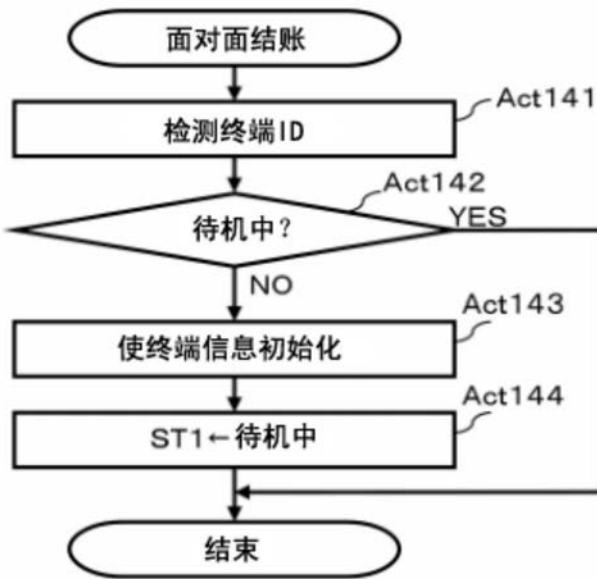 面对面结账
Act141
检测终端ID
Act142
待机中?
YES
NO
Act143
使终端信息初始化
Act144
ST1←待机中
结束